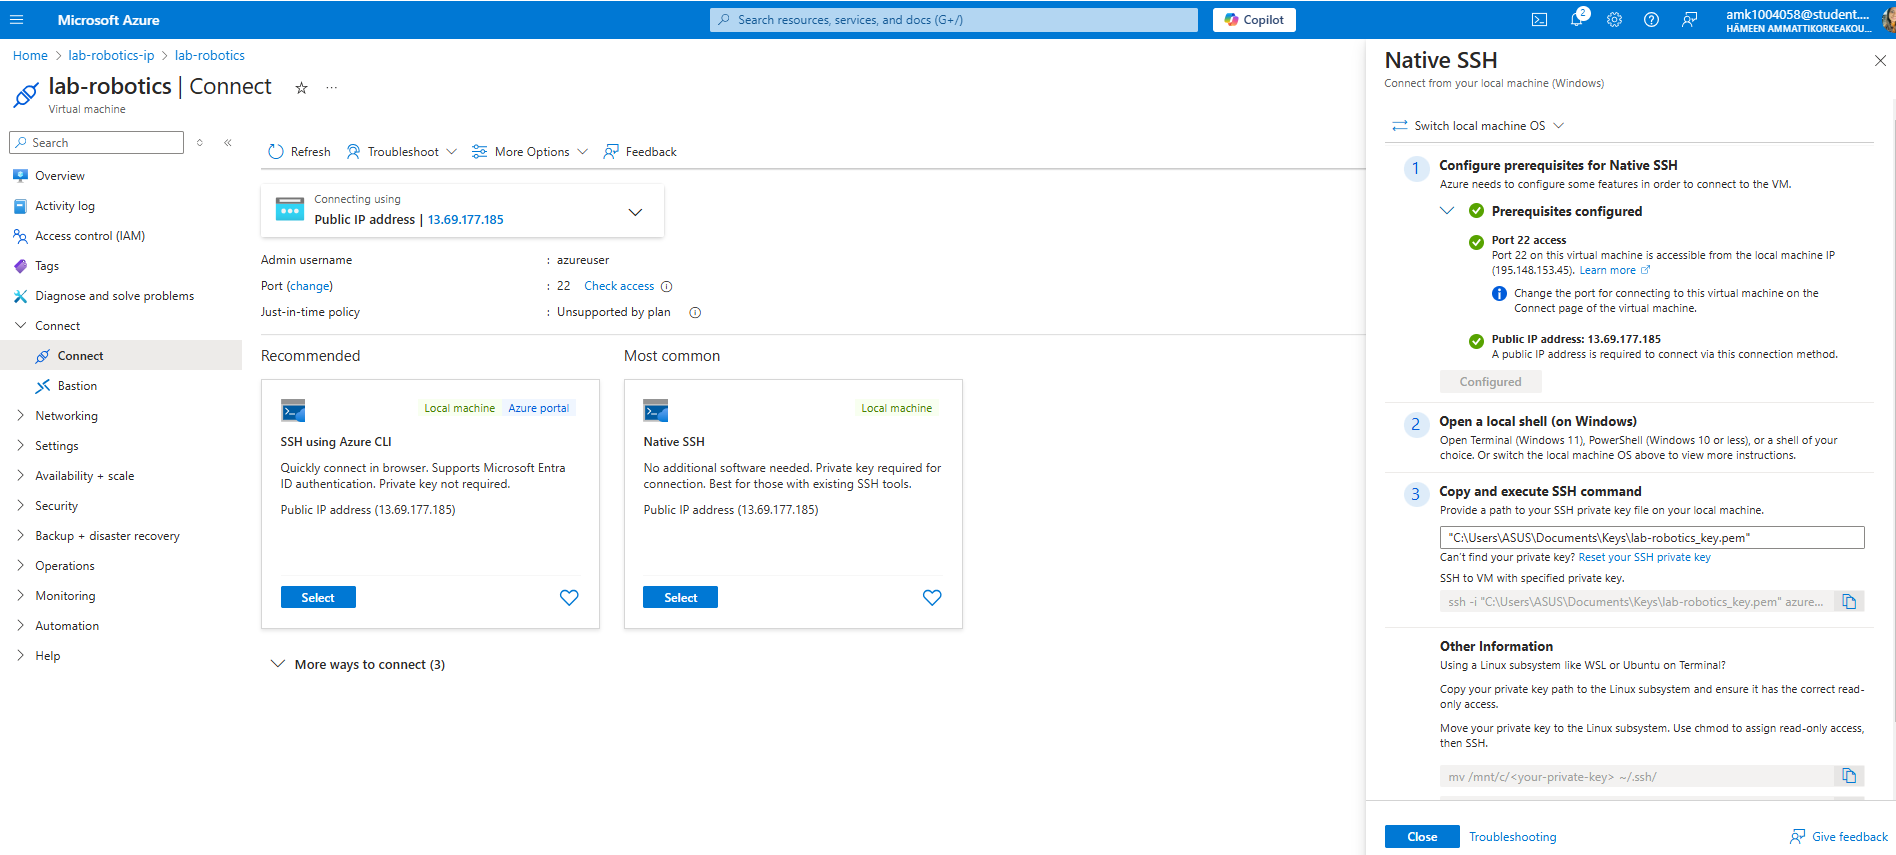 Microsoft Azure
Search resources, services, and docs (G+/)
Copilot
2
amk1004058@student....
HÄMEEN AMMATTIKORKEAKOU...
Home > lab-robotics-ip > lab-robotics
lab-robotics | Connect
Virtual machine
Search
Overview
Activity log
Access control (IAM)
Tags
Diagnose and solve problems
Connect
Connect
Bastion
Networking
Settings
Availability + scale
Security
Backup + disaster recovery
Operations
Monitoring
Automation
Help
Refresh
Troubleshoot
More Options
Feedback
Connecting using
Public IP address | 13.69.177.185
Admin username : azureuser
Port (change) : 22 Check access
Just-in-time policy : Unsupported by plan
Recommended
Local machine Azure portal
SSH using Azure CLI
Quickly connect in browser. Supports Microsoft Entra
ID authentication. Private key not required.
Public IP address (13.69.177.185)
Select
Most common
Local machine
Native SSH
No additional software needed. Private key required for
connection. Best for those with existing SSH tools.
Public IP address (13.69.177.185)
Select
More ways to connect (3)
Native SSH
Connect from your local machine (Windows)
Switch local machine OS
1 Configure prerequisites for Native SSH
Azure needs to configure some features in order to connect to the VM.
Prerequisites configured
Port 22 access
Port 22 on this virtual machine is accessible from the local machine IP
(195.148.153.45). Learn more
Change the port for connecting to this virtual machine on the
Connect page of the virtual machine.
Public IP address: 13.69.177.185
A public IP address is required to connect via this connection method.
Configured
2 Open a local shell (on Windows)
Open Terminal (Windows 11), PowerShell (Windows 10 or less), or a shell of your
choice. Or switch the local machine OS above to view more instructions.
3 Copy and execute SSH command
Provide a path to your SSH private key file on your local machine.
"C:\Users\ASUS\Documents\Keys\lab-robotics_key.pem"
Can't find your private key? Reset your SSH private key
SSH to VM with specified private key.
ssh -i "C:\Users\ASUS\Documents\Keys\lab-robotics_key.pem" azure...
Other Information
Using a Linux subsystem like WSL or Ubuntu on Terminal?
Copy your private key path to the Linux subsystem and ensure it has the correct read-
only access.
Move your private key to the Linux subsystem. Use chmod to assign read-only access,
then SSH.
mv /mnt/c/<your-private-key> ~/.ssh/
Close
Troubleshooting
Give feedback